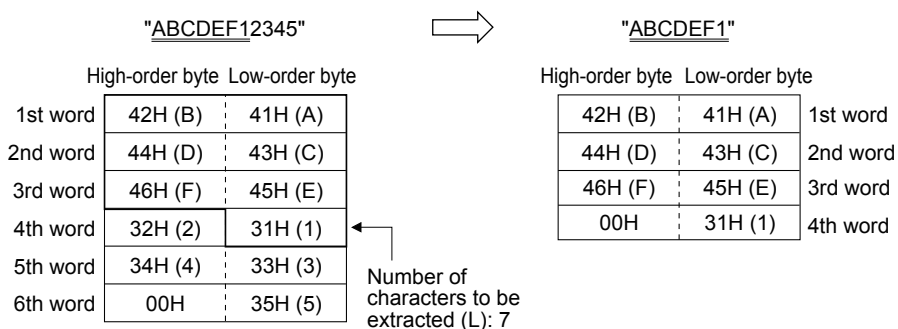 "ABCDEF12345" "ABCDEF1"
High-order byte Low-order byte High-order byte Low-order byte
1st word 42H (B) 41H (A) 42H (B) 41H (A) 1st word
2nd word 44H (D) 43H (C) 44H (D) 43H (C) 2nd word
3rd word 46H (F) 45H (E) 46H (F) 45H (E) 3rd word
4th word 32H (2) 31H (1) 00H 31H (1) 4th word
5th word 34H (4) 33H (3)
6th word 00H 35H (5)
Number of
characters to be
extracted (L): 7